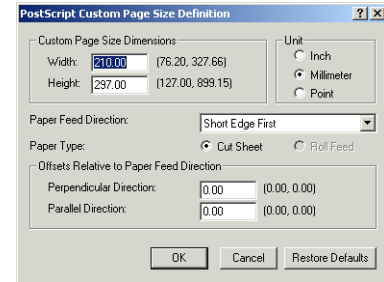 PostScript Custom Page Size Definition
Custom Page Size Dimensions
Width: 210.00 (76.20, 327.66)
Height: 297.00 (127.00, 899.15)
Unit
Inch
Millimeter
Point
Paper Feed Direction: Short Edge First
Paper Type: Cut Sheet Roll Feed
Offsets Relative to Paper Feed Direction
Perpendicular Direction: 0.00 (0.00, 0.00)
Parallel Direction: 0.00 (0.00, 0.00)
OK Cancel Restore Defaults